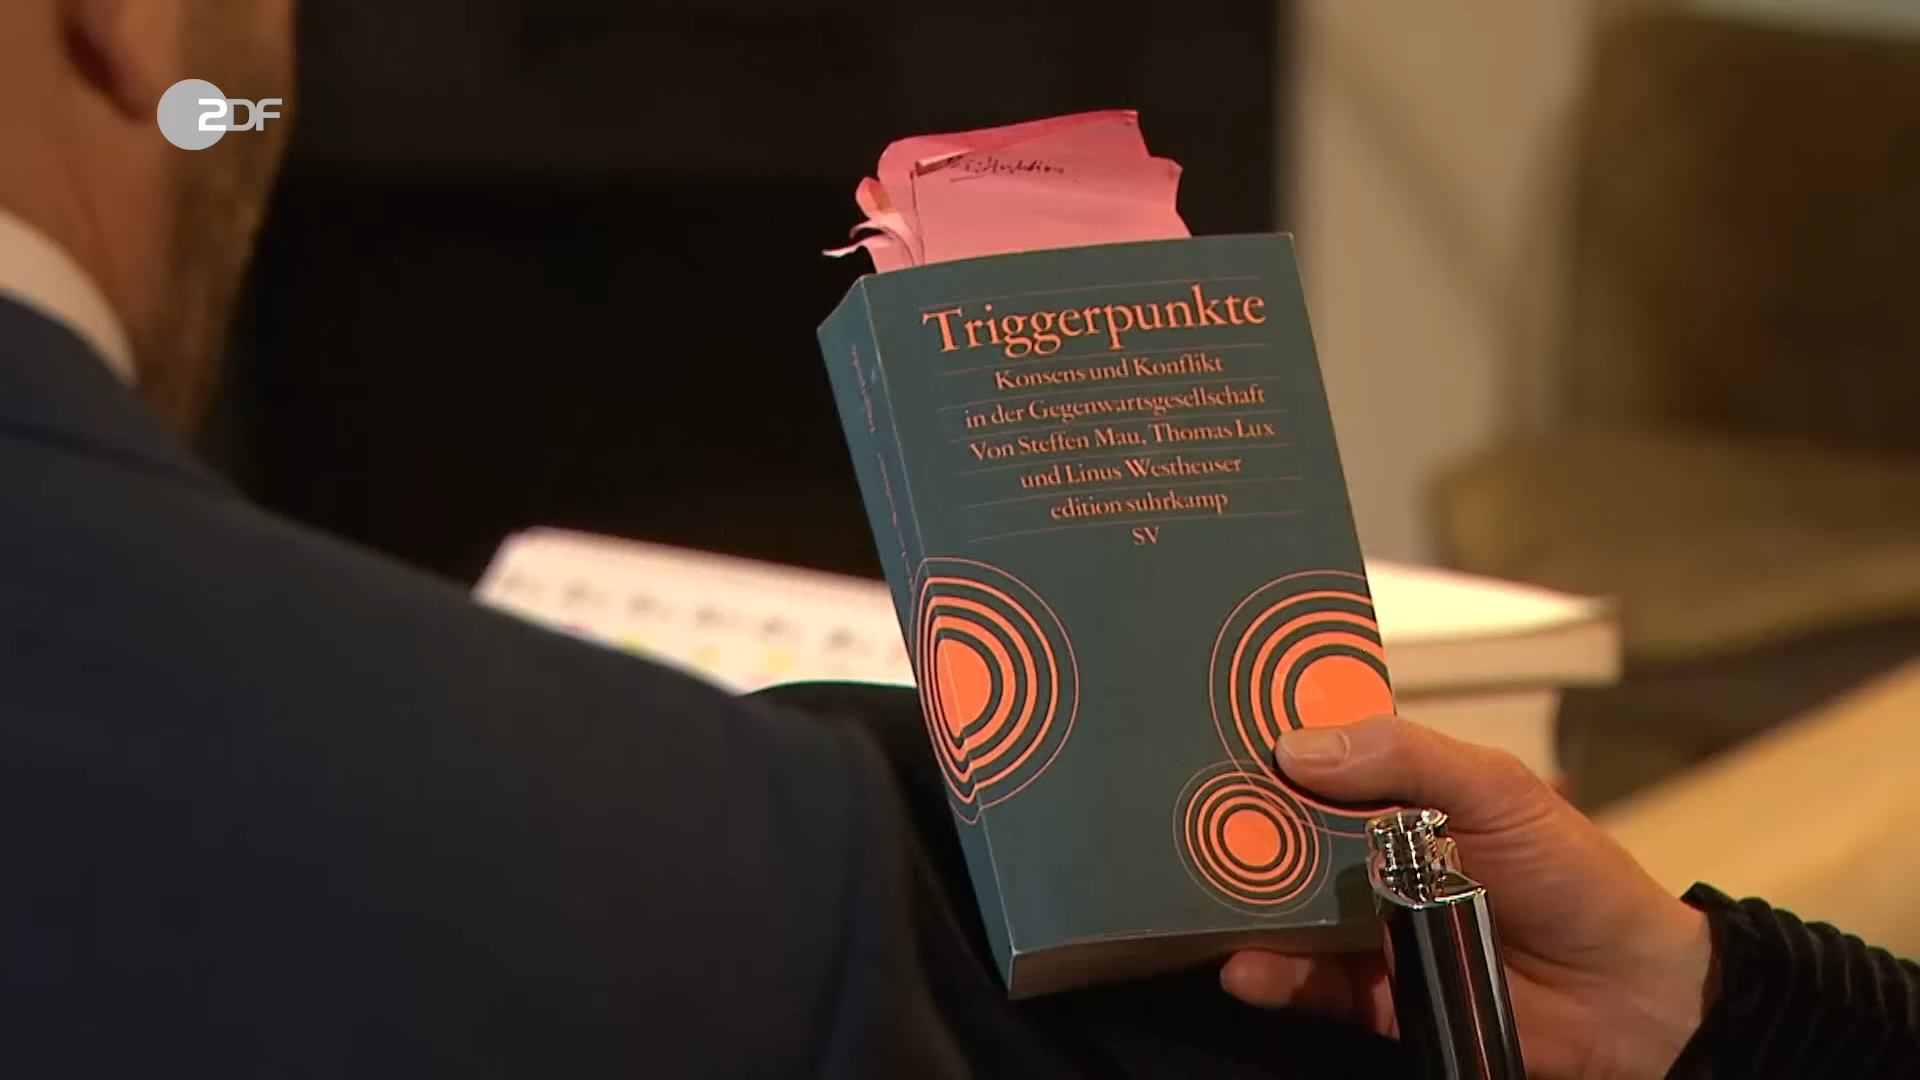 ZDF
Triggerpunkte
Konsens und Konflikt
in der Gegenwartsgesellschaft
Von Steffen Mau, Thomas Lux
und Linus Westheuser
edition suhrkamp
SV